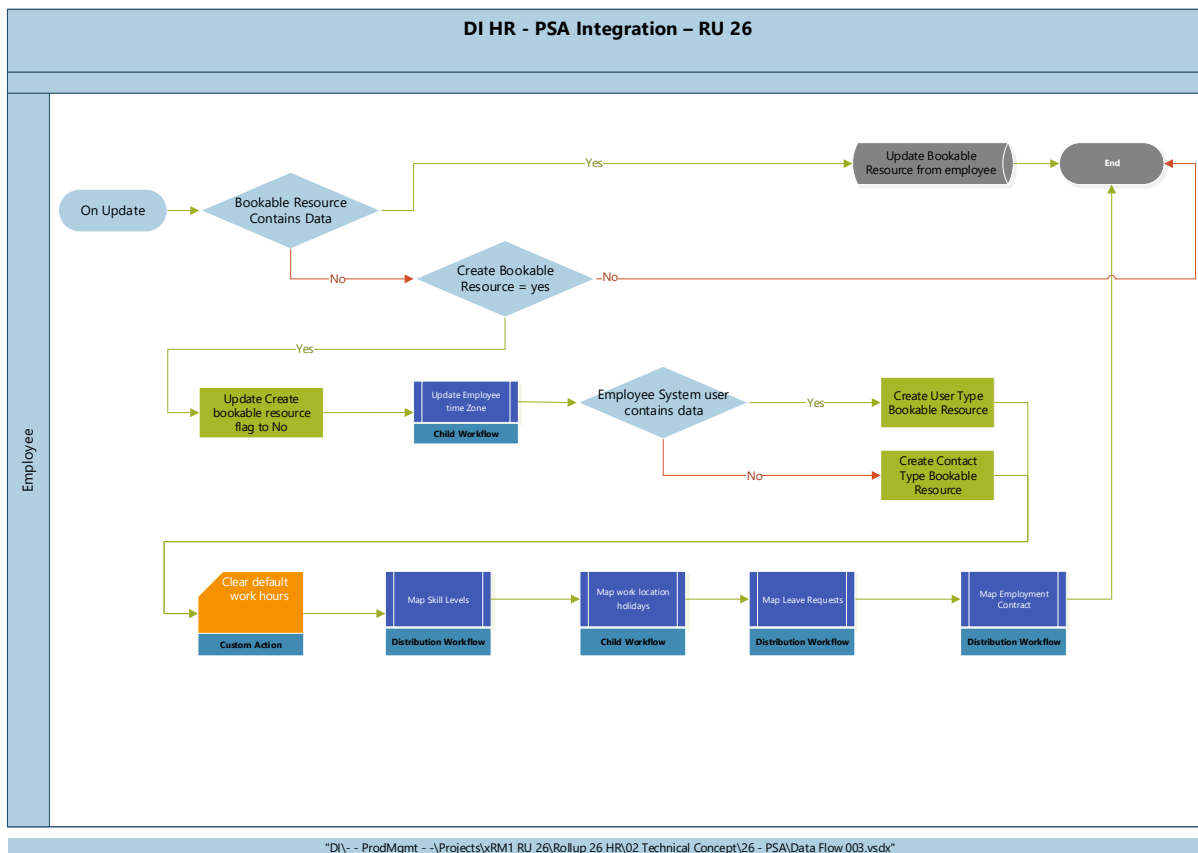 DI HR - PSA Integration – RU 26
Employee
On Update
Bookable Resource
Contains Data
Yes
Update Bookable
Resource from employee
End
No
Create Bookable
Resource = yes
No
Yes
Update Create
bookable resource
flag to No
Update Employee
time Zone
Child Workflow
Employee System user
contains data
Yes
Create User Type
Bookable Resource
No
Create Contact
Type Bookable
Resource
Clear default
work hours
Custom Action
Map Skill Levels
Distribution Workflow
Map work location
holidays
Child Workflow
Map Leave Requests
Distribution Workflow
Map Employment
Contract
Distribution Workflow
"DI\- - ProdMgmt - -\Projects\xRM1 RU 26\Rollup 26 HR\02 Technical Concept\26 - PSA\Data Flow 003.vsdx"